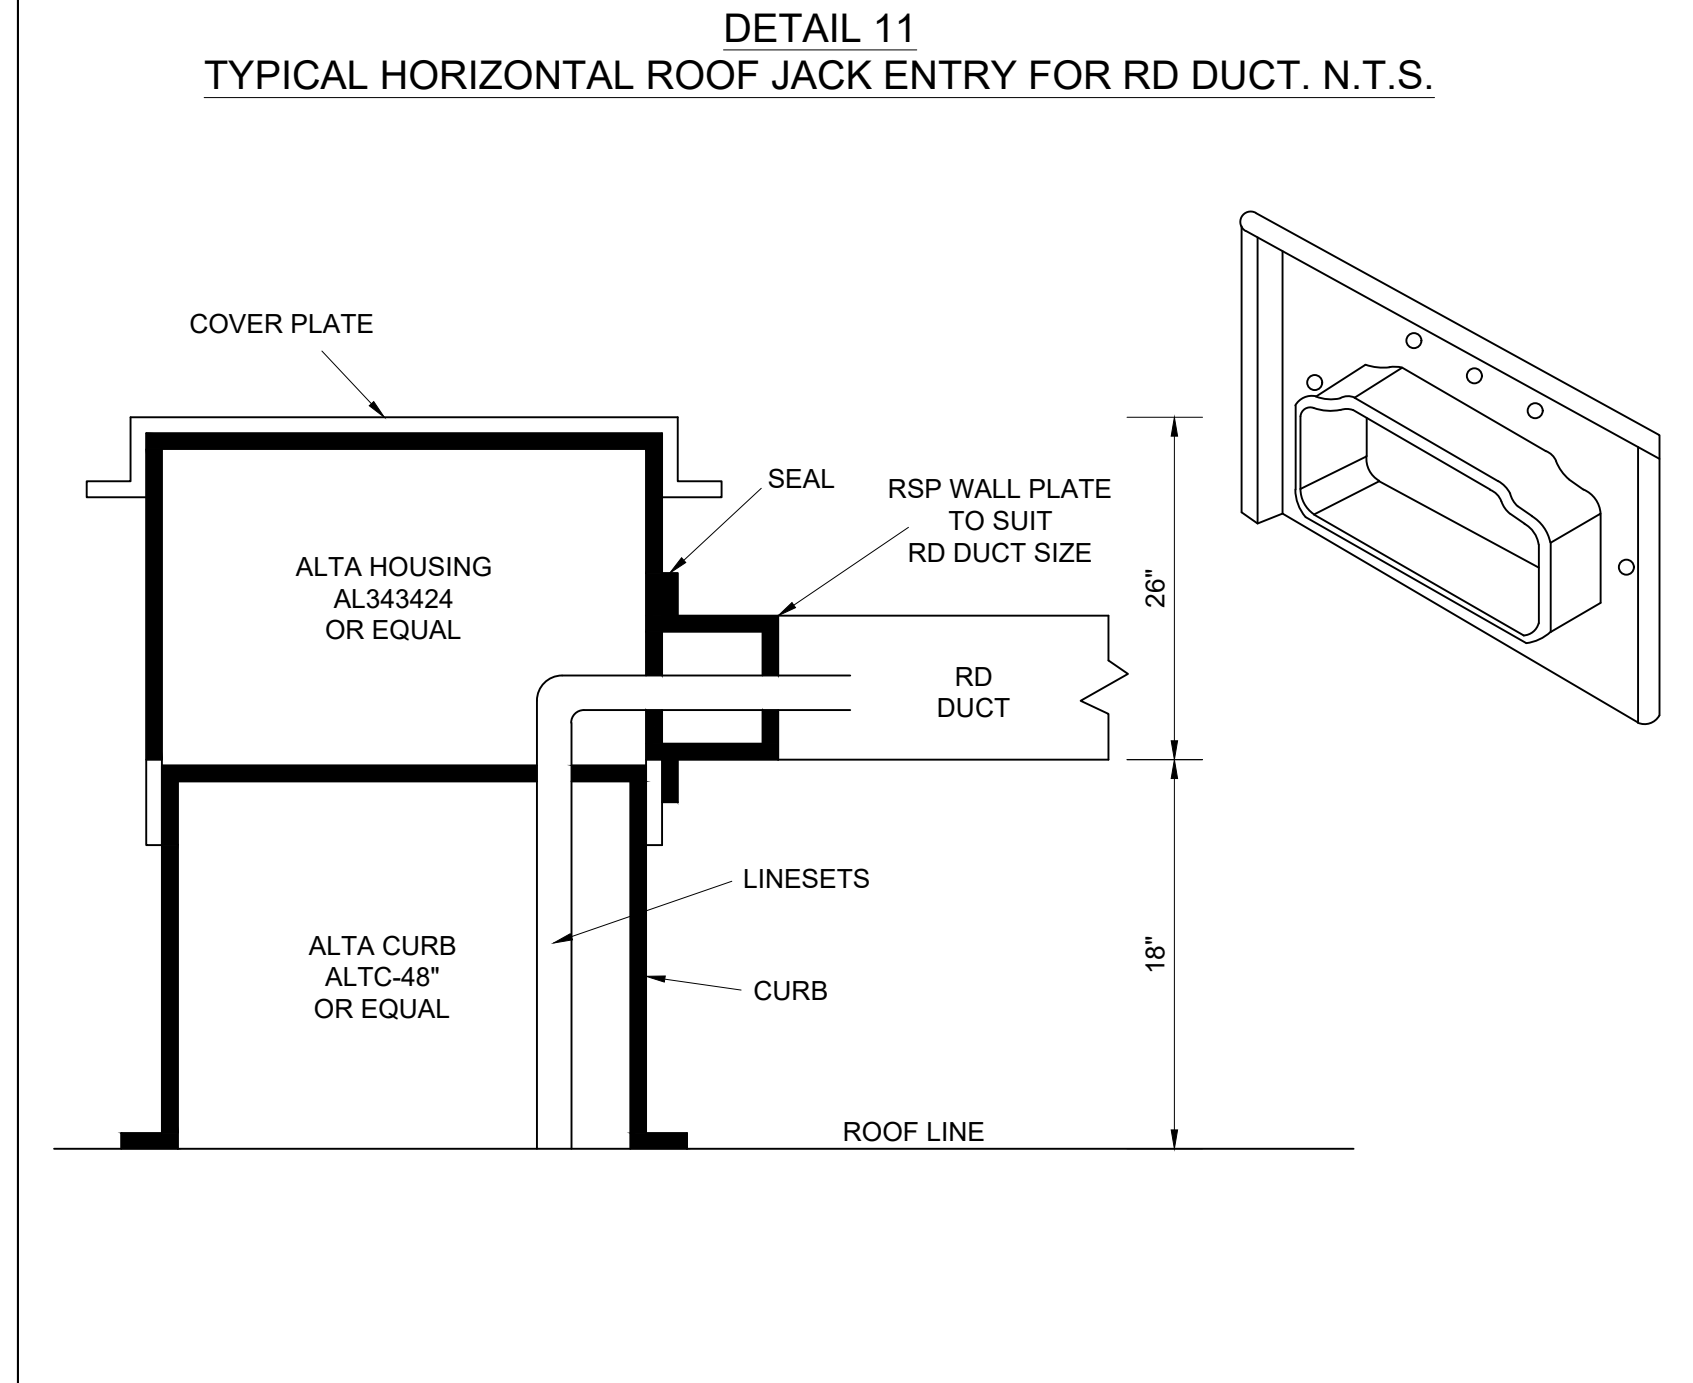 DETAIL 11
TYPICAL HORIZONTAL ROOF JACK ENTRY FOR RD DUCT. N.T.S.
COVER PLATE
SEAL
RSP WALL PLATE
TO SUIT
RD DUCT SIZE
ALTA HOUSING
AL343424
OR EQUAL
26"
RD
DUCT
LINESETS
ALTA CURB
ALTC-48"
OR EQUAL
18"
CURB
ROOF LINE